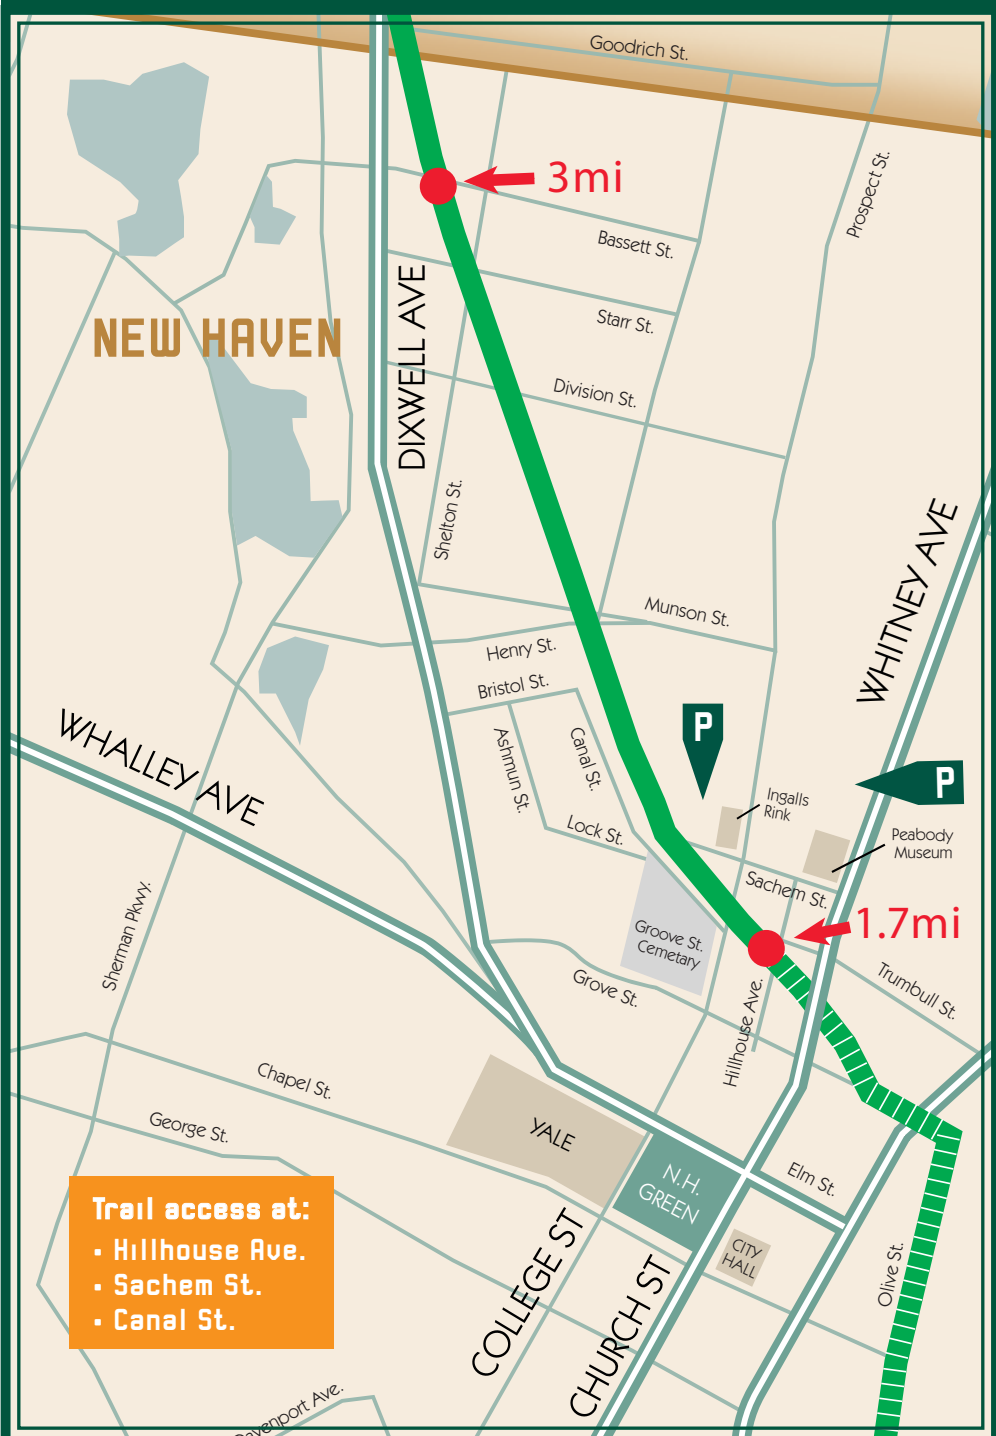 Goodrich St.
3mi
Prospect St.
Bassett St.
Starr St.
NEW HAVEN
DIXWELL AVE
Division St.
Shelton St.
WHITNEY AVE
Munson St.
Henry St.
Bristol St.
WHALLEY AVE
Ashmun St.
Canal St.
P
P
Ingalls
Rink
Lock St.
Peabody
Museum
Sachem St.
1.7mi
Sherman Pkwy.
Groove St.
Cemetary
Grove St.
Trumbull St.
Hillhouse Ave.
Chapel St.
George St.
YALE
N.H.
GREEN
Elm St.
Trail access at:
• Hillhouse Ave.
• Sachem St.
• Canal St.
COLLEGE ST
CHURCH ST
CITY
HALL
Olive St.
avenport Ave.